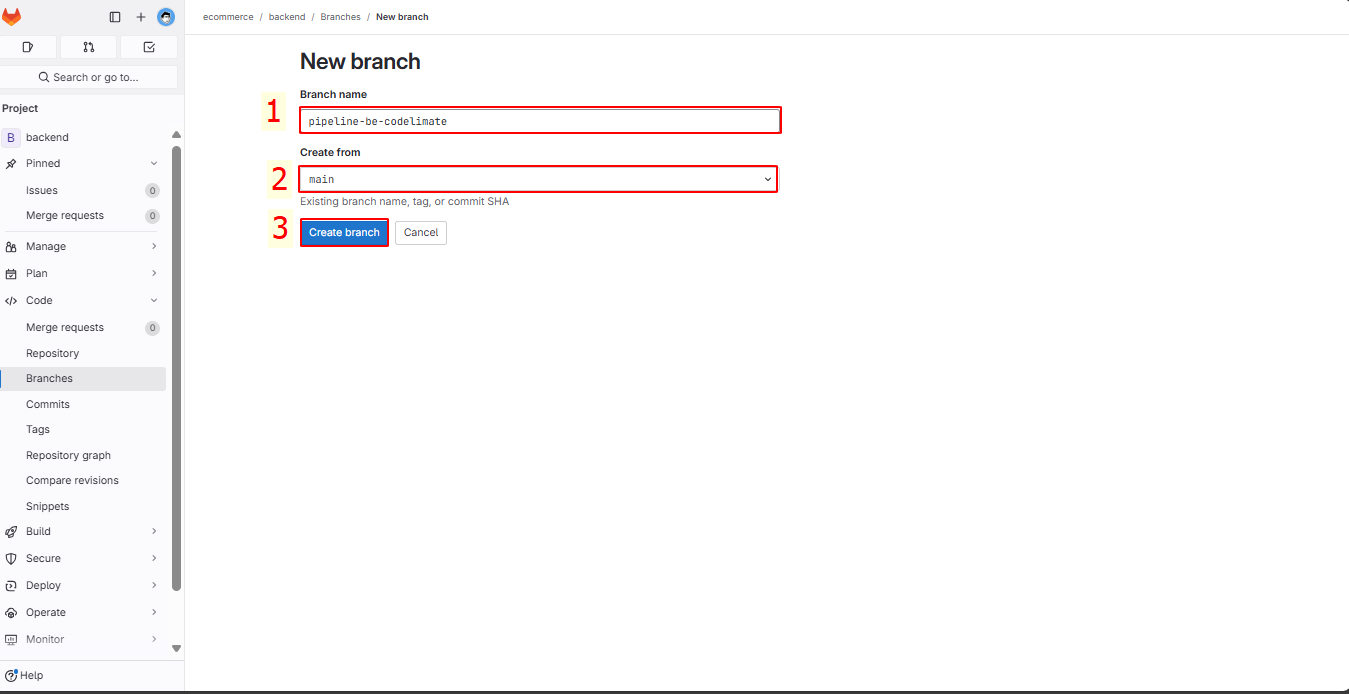 ecommerce / backend / Branches / New branch
Search or go to...
Project
B backend
Pinned
Issues 0
Merge requests 0
Manage
Plan
Code
Merge requests 0
Repository
Branches
Commits
Tags
Repository graph
Compare revisions
Snippets
Build
Secure
Deploy
Operate
Monitor
Help
New branch
Branch name
1 pipeline-be-codelimate
Create from
2 main
Existing branch name, tag, or commit SHA
3 Create branch Cancel